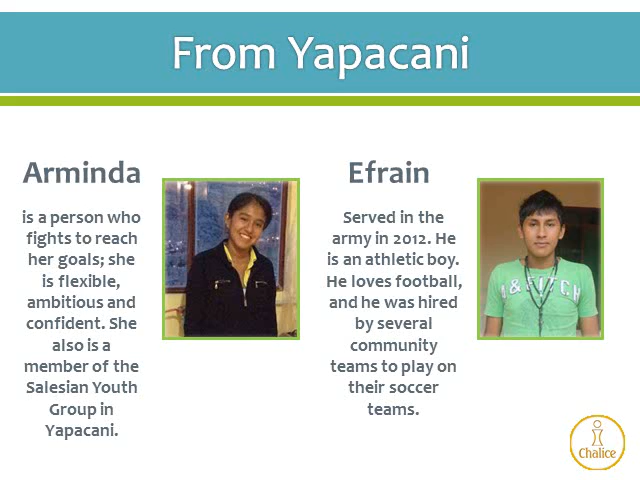 From Yapacani
Arminda
is a person who
fights to reach
her goals; she
is flexible,
ambitious and
confident. She
also is a
member of the
Salesian Youth
Group in
Yapacani.
Efrain
Served in the
army in 2012. He
is an athletic boy.
He loves football,
and he was hired
by several
community
teams to play on
their soccer
teams.
& FITCH
Chalice